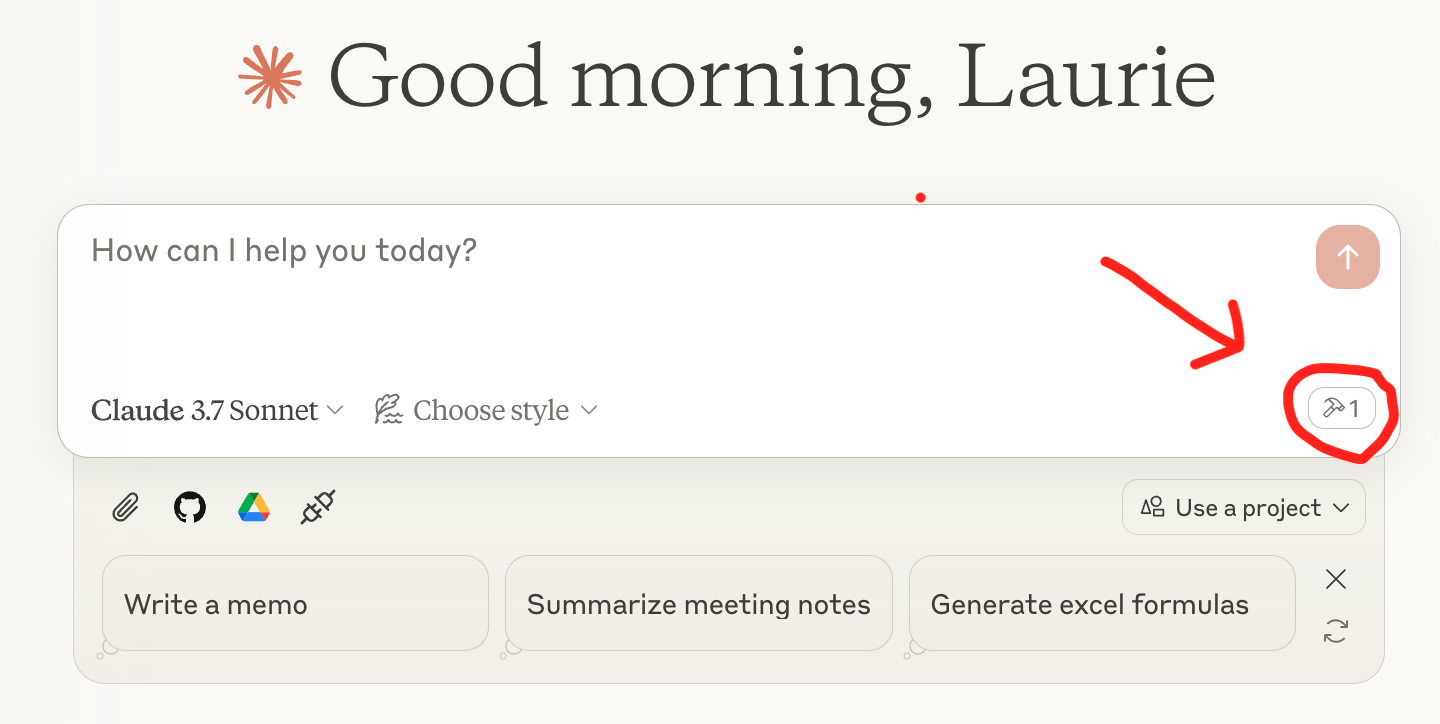 Good morning, Laurie
How can I help you today?
Claude 3.7 Sonnet
Choose style
1
Use a project
Write a memo
Summarize meeting notes
Generate excel formulas